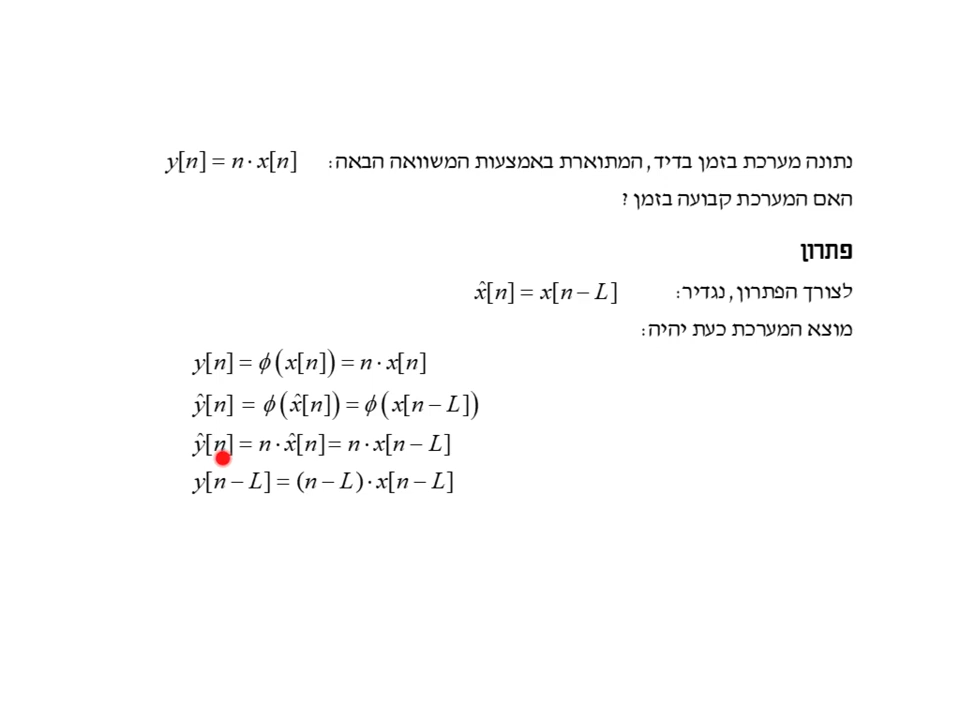 נתונה מערכת בזמן בדיד, המתוארת באמצעות המשוואה הבאה: y[n] = n · x[n]
האם המערכת קבועה בזמן ?
פתרון
לצורך הפתרון, נגדיר: x̂[n] = x[n − L]
מוצא המערכת כעת יהיה:
y[n] = ϕ(x[n]) = n · x[n]
ŷ[n] = ϕ(x̂[n]) = ϕ(x[n − L])
ŷ[n] = n · x̂[n] = n · x[n − L]
y[n − L] = (n − L) · x[n − L]